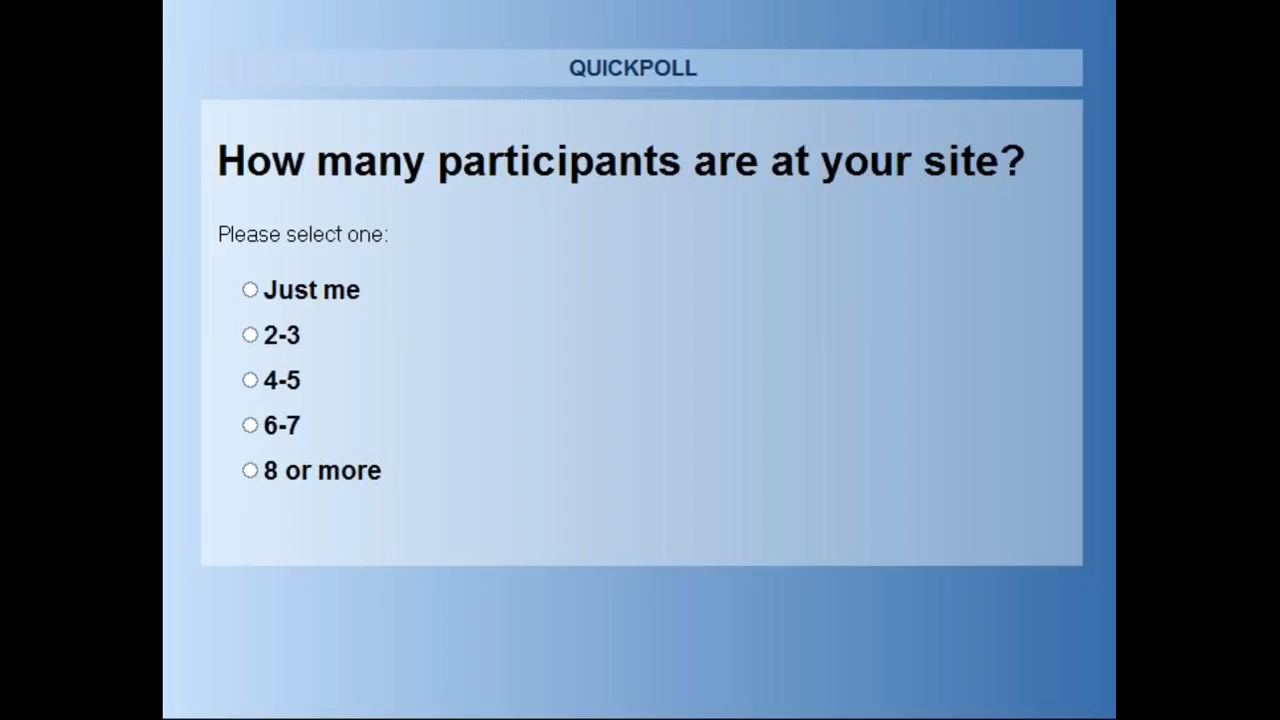 QUICKPOLL
How many participants are at your site?
Please select one:
Just me
2-3
4-5
6-7
8 or more